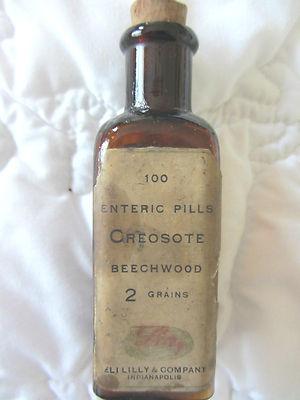 100
ENTERIC PILLS
CREOSOTE
BEECHWOOD
2 GRAINS
Lilly
ELI LILLY & COMPANY
INDIANAPOLIS